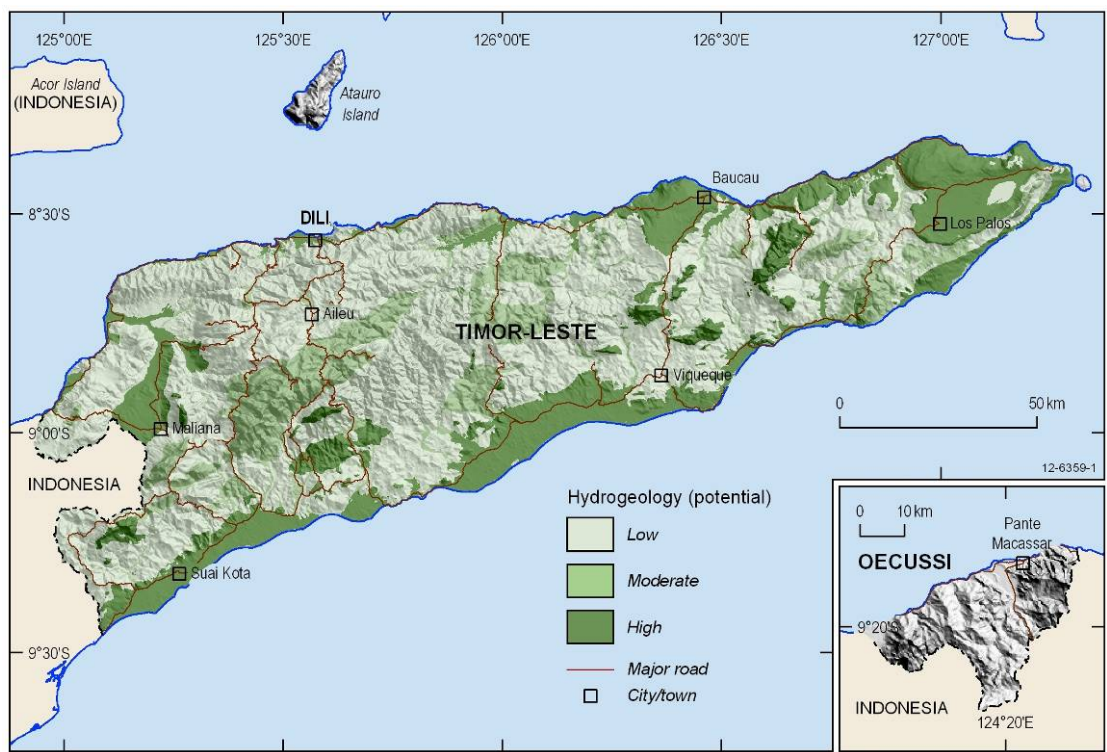 125°00'E 125°30'E 126°00'E 126°30'E 127°00'E
Acor Island
(INDONESIA)
Atauro
Island
Baucau
8°30'S
DILI
Los Palos
Aileu
TIMOR-LESTE
Viqueque
0 50 km
9°00'S
Maliana
INDONESIA
12-6359-1
Hydrogeology (potential)
Low
Moderate
High
Major road
City/town
Suai Kota
9°30'S
0 10 km
Pante
Macassar
OECUSSI
9°20'S
INDONESIA
124°20'E